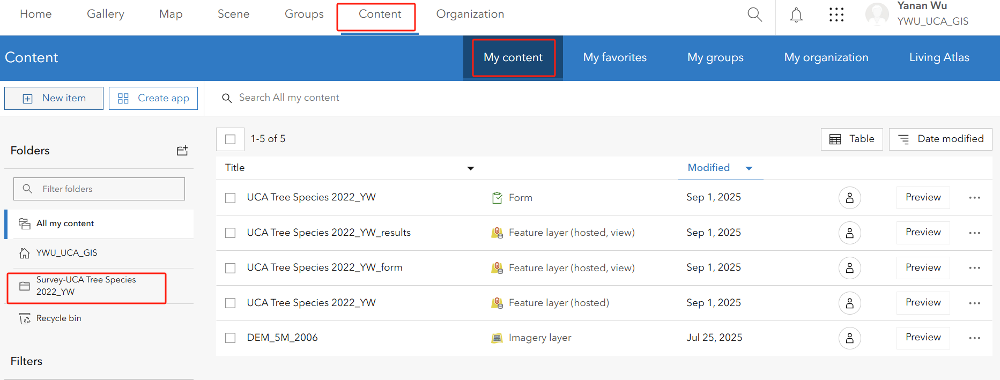 Home Gallery Map Scene Groups Content Organization
Yanan Wu
YWU_UCA_GIS
Content My content My favorites My groups My organization Living Atlas
New item Create app Search All my content
Folders
1-5 of 5 Table Date modified
Filter folders
All my content
YWU_UCA_GIS
Survey-UCA Tree Species
2022_YW
Recycle bin
Filters
Title Modified
UCA Tree Species 2022_YW Form Sep 1, 2025 Preview
UCA Tree Species 2022_YW_results Feature layer (hosted, view) Sep 1, 2025 Preview
UCA Tree Species 2022_YW_form Feature layer (hosted, view) Sep 1, 2025 Preview
UCA Tree Species 2022_YW Feature layer (hosted) Sep 1, 2025 Preview
DEM_5M_2006 Imagery layer Jul 25, 2025 Preview